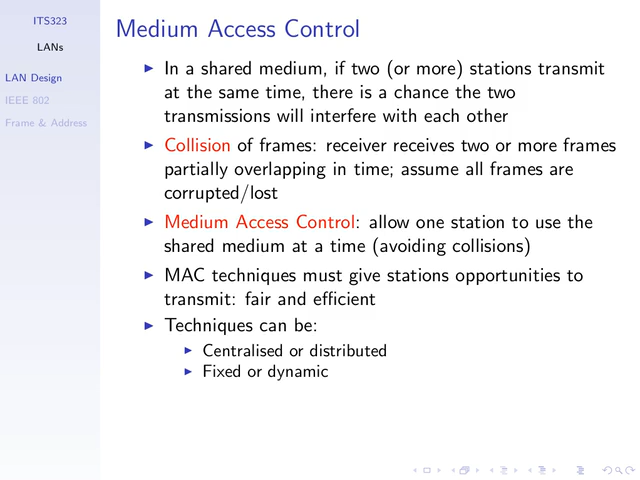 ITS323
LANs
LAN Design
IEEE 802
Frame & Address
Medium Access Control
In a shared medium, if two (or more) stations transmit
at the same time, there is a chance the two
transmissions will interfere with each other
Collision of frames: receiver receives two or more frames
partially overlapping in time; assume all frames are
corrupted/lost
Medium Access Control: allow one station to use the
shared medium at a time (avoiding collisions)
MAC techniques must give stations opportunities to
transmit: fair and efficient
Techniques can be:
Centralised or distributed
Fixed or dynamic